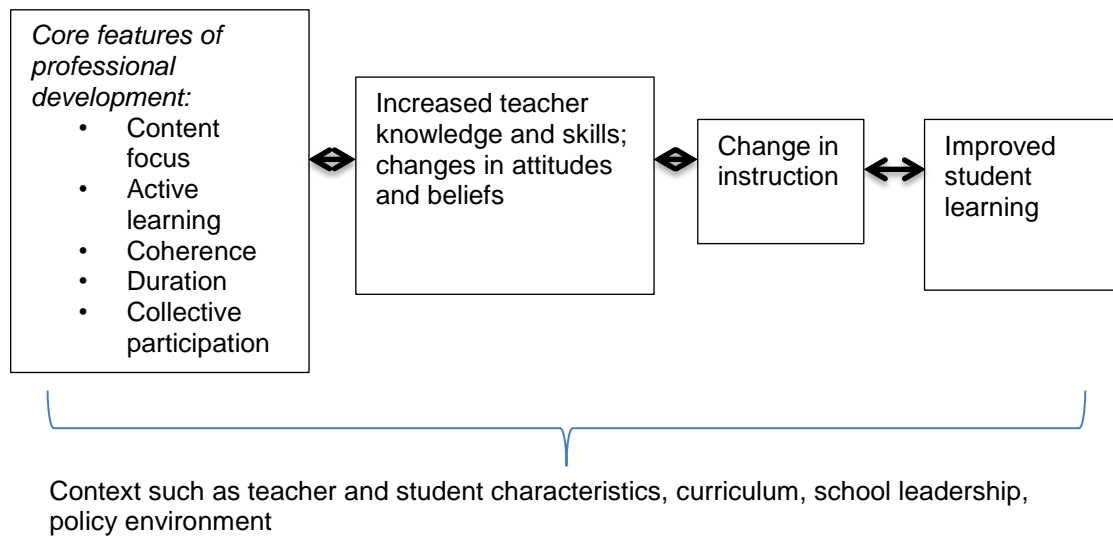 Core features of
professional
development:
• Content
focus
• Active
learning
• Coherence
• Duration
• Collective
participation
Increased teacher
knowledge and skills;
changes in attitudes
and beliefs
Change in
instruction
Improved
student
learning
Context such as teacher and student characteristics, curriculum, school leadership,
policy environment